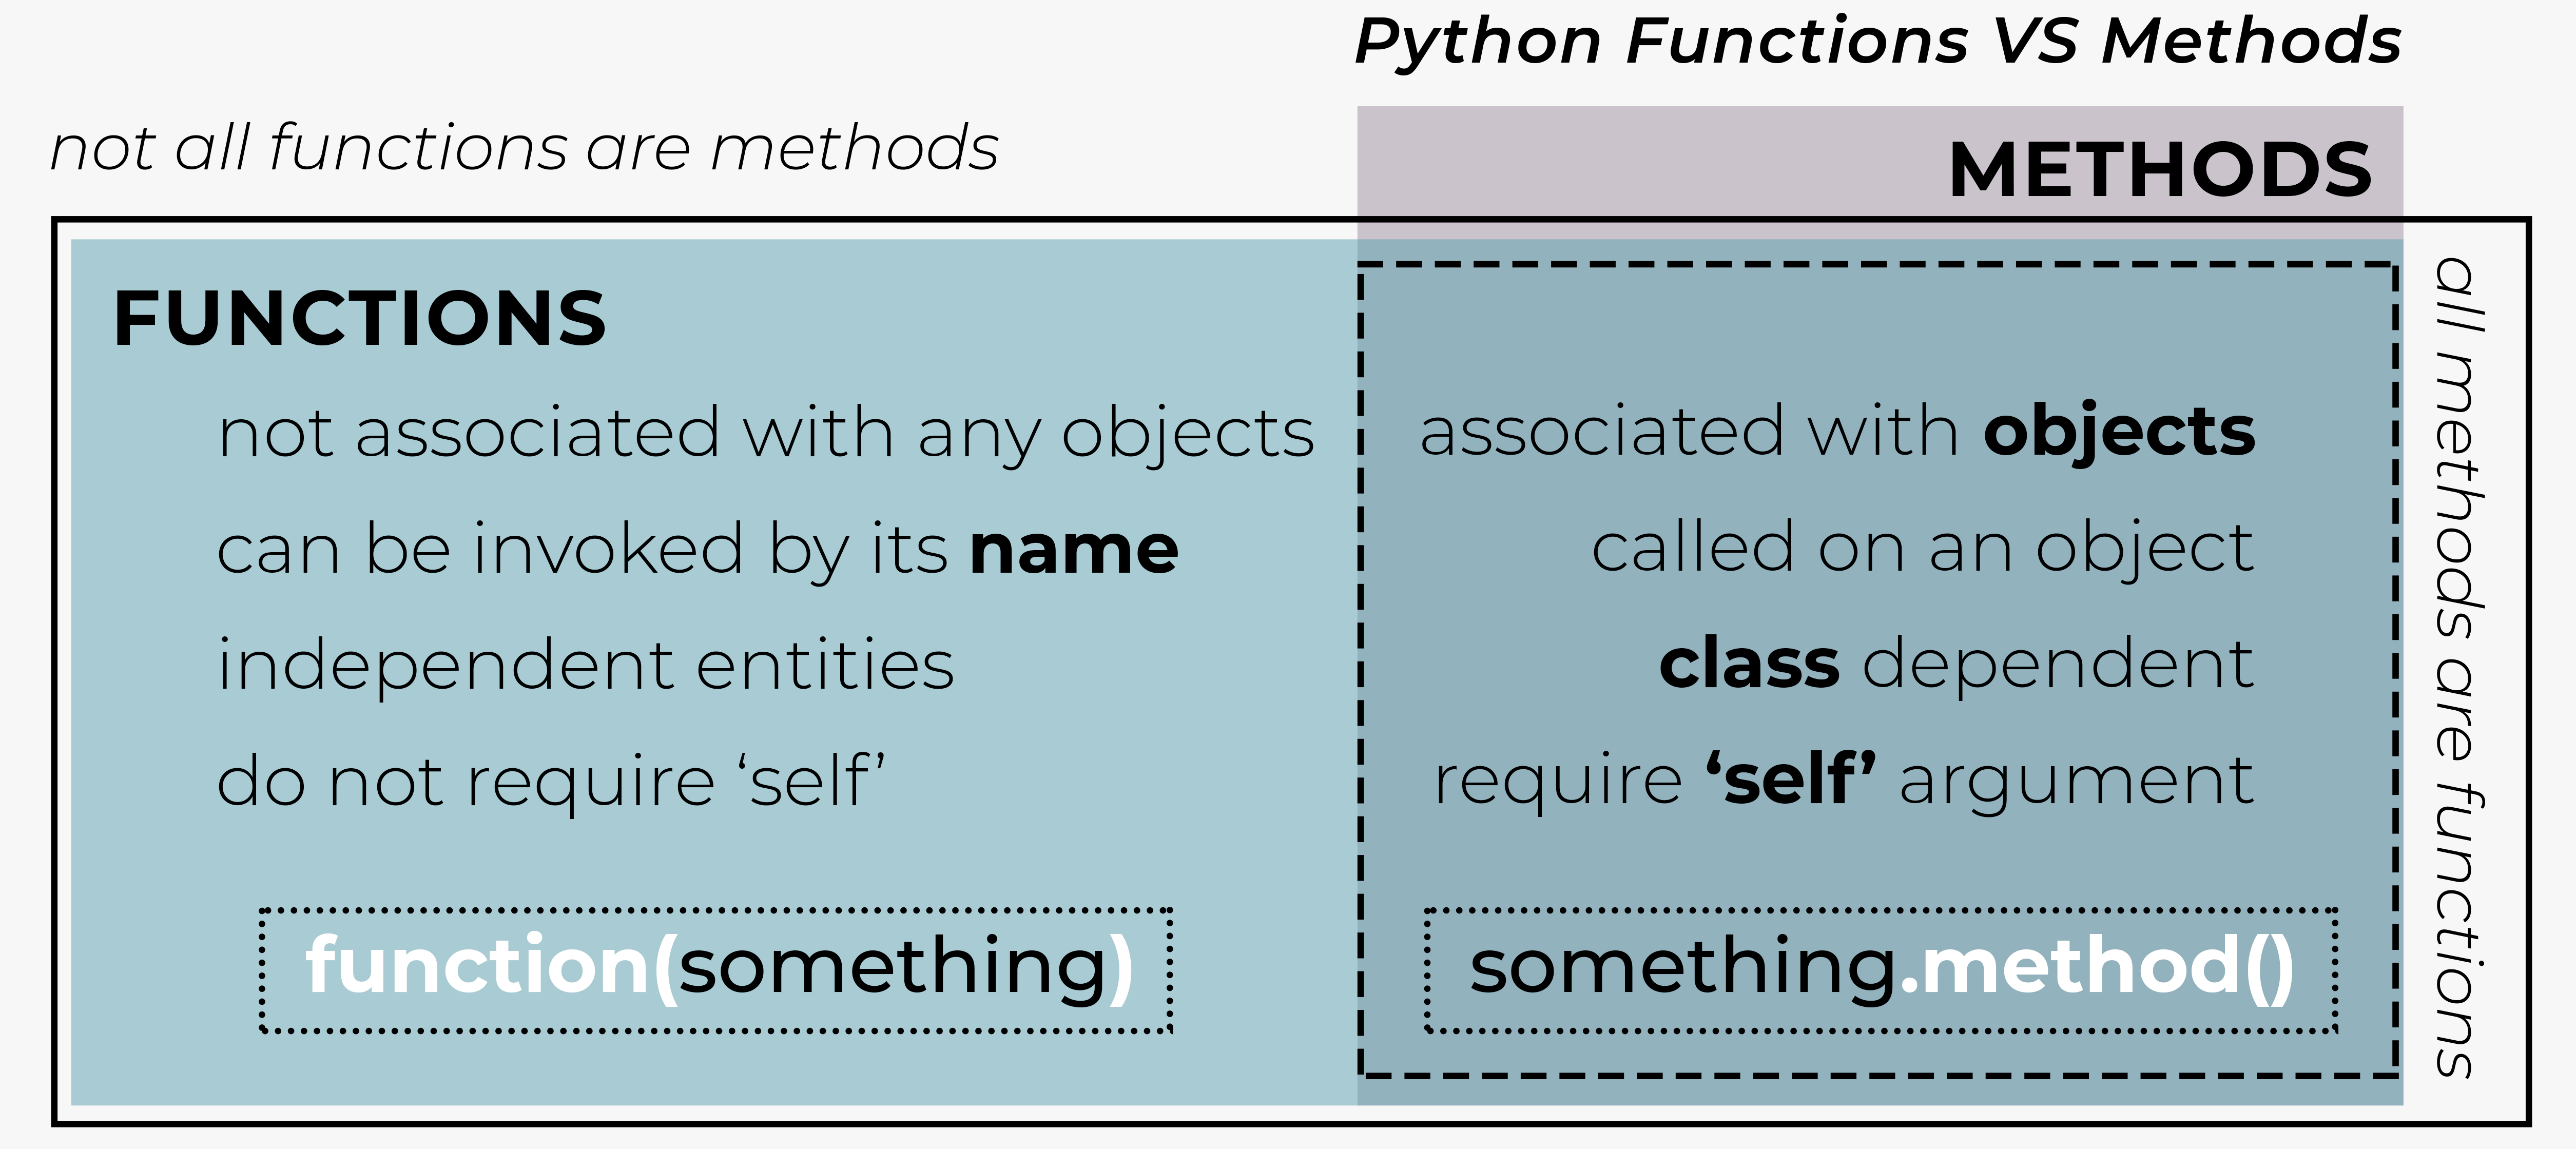 Python Functions VS Methods
not all functions are methods
METHODS
FUNCTIONS
not associated with any objects
can be invoked by its name
independent entities
do not require ‘self’
function(something)
associated with objects
called on an object
class dependent
require ‘self’ argument
something.method()
all methods are functions